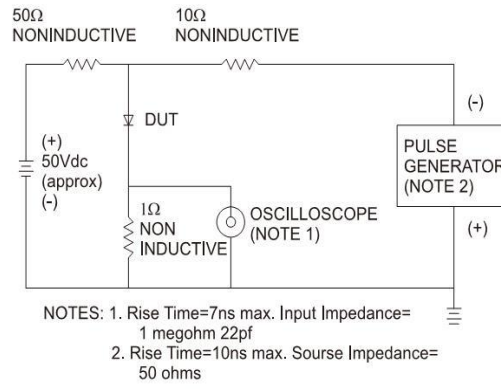 50Ω
NONINDUCTIVE
10Ω
NONINDUCTIVE
(+)
50Vdc
(approx)
(-)
DUT
1Ω
NON
INDUCTIVE
OSCILLOSCOPE
(NOTE 1)
(-)
PULSE
GENERATOR
(NOTE 2)
(+)
NOTES: 1. Rise Time=7ns max. Input Impedance=
1 megohm 22pf
2. Rise Time=10ns max. Sourse Impedance=
50 ohms